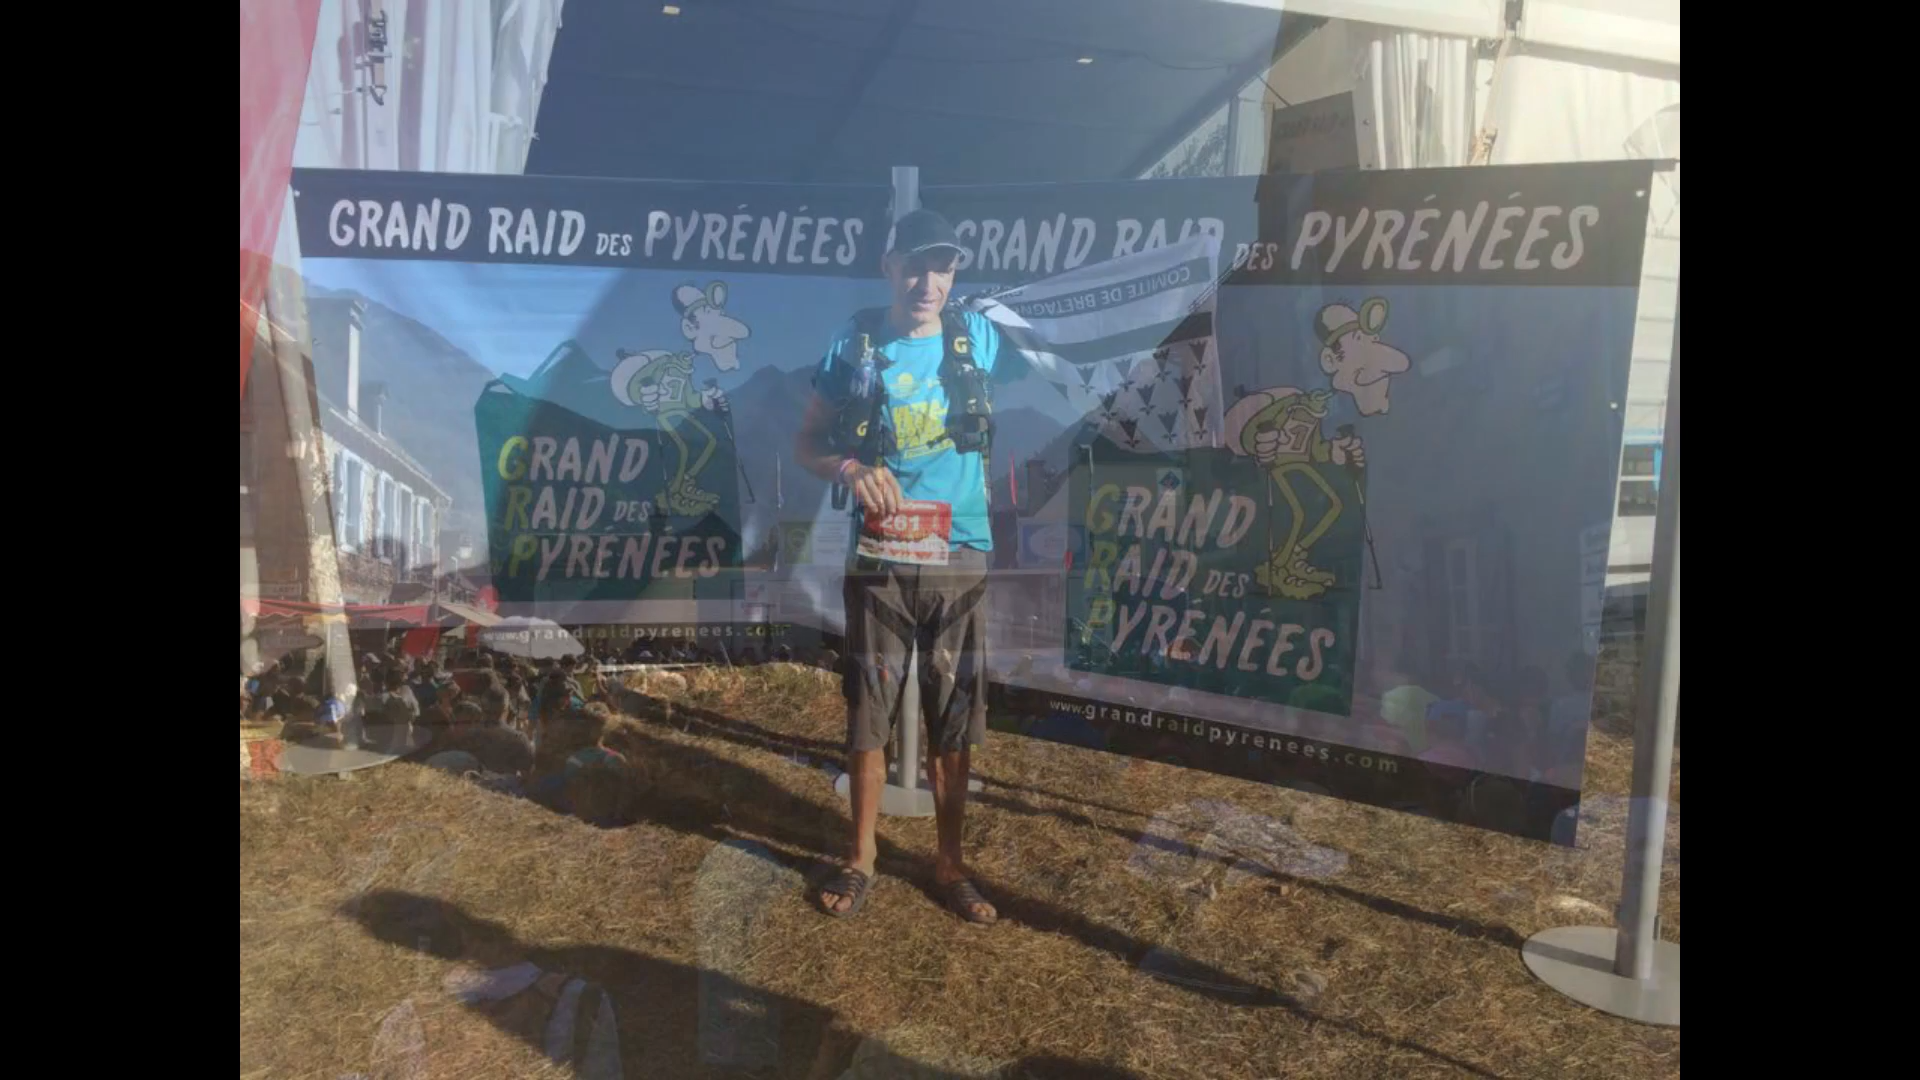 GRAND RAID DES PYRÉNÉES
GRAND RAID DES PYRÉNÉES
COMITE DE BRETAGNE
G
GRAND
RAID DES
PYRÉNÉES
261
GRAND
RAID DES
PYRÉNÉES
www.grandraidpyrenees.com
www.grandraidpyrenees.com